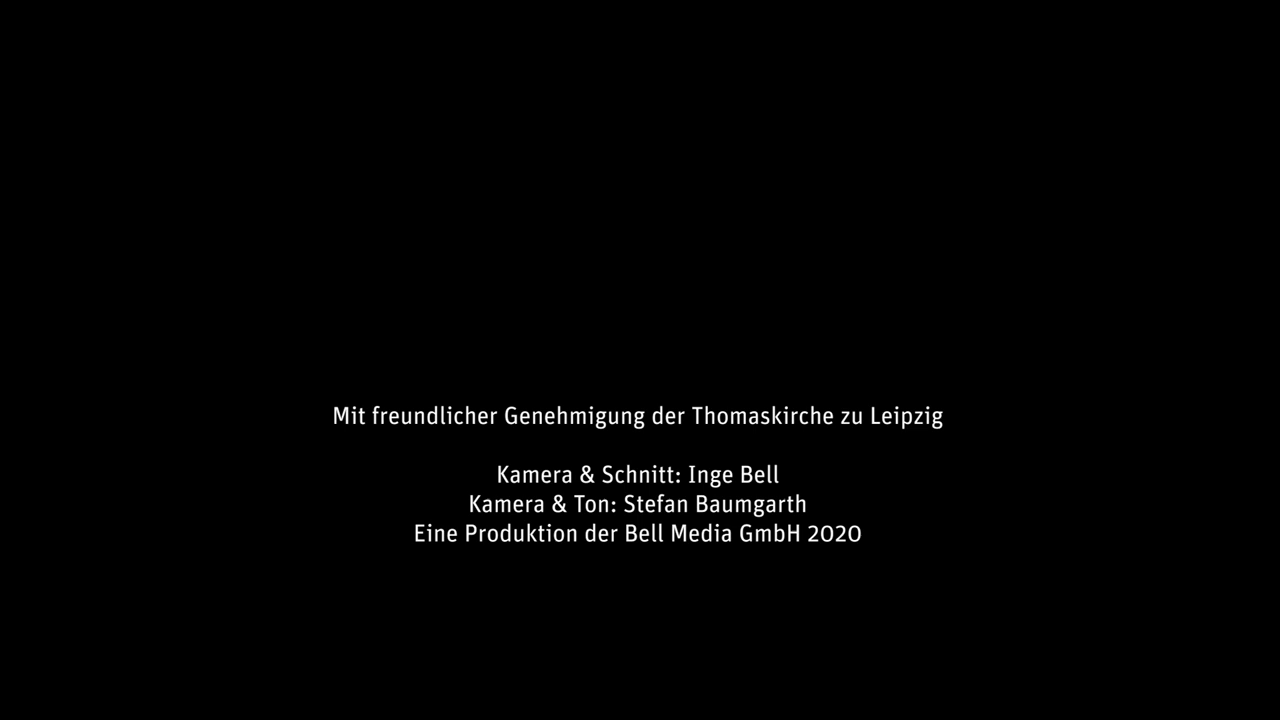 Mit freundlicher Genehmigung der Thomaskirche zu Leipzig
Kamera & Schnitt: Inge Bell
Kamera & Ton: Stefan Baumgarth
Eine Produktion der Bell Media GmbH 2020